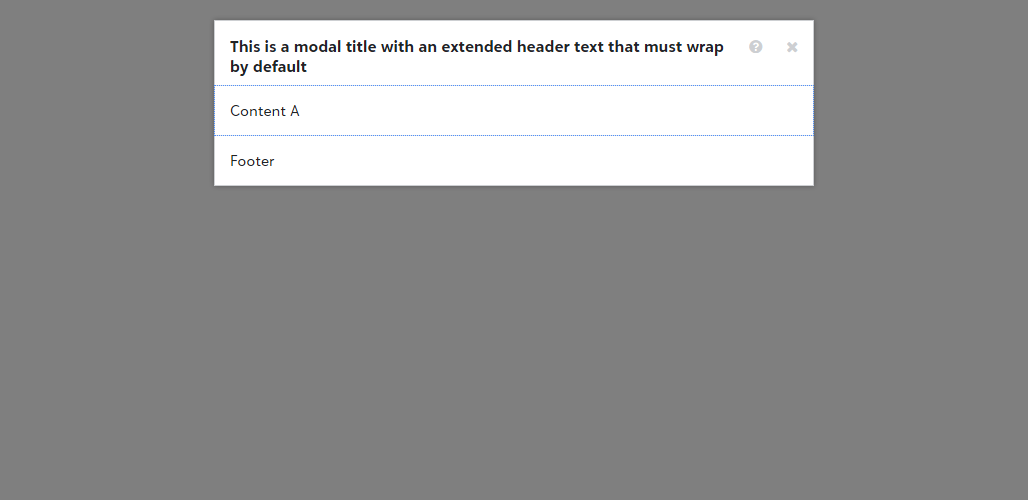 This is a modal title with an extended header text that must wrap
by default
Content A
Footer